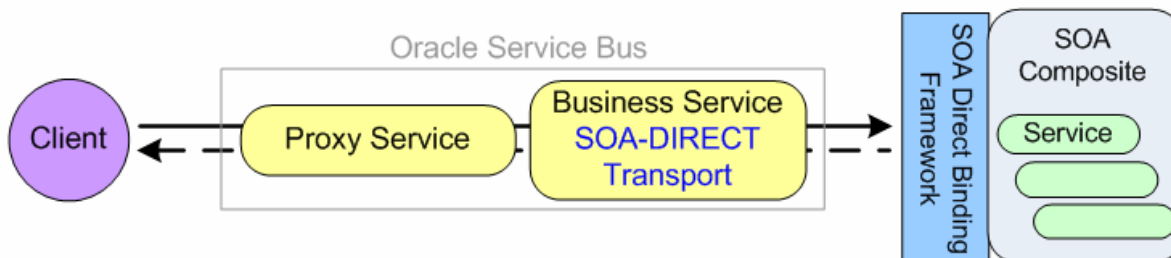 Oracle Service Bus
Client
Proxy Service
Business Service
SOA-DIRECT
Transport
SOA Direct Binding
Framework
SOA
Composite
Service